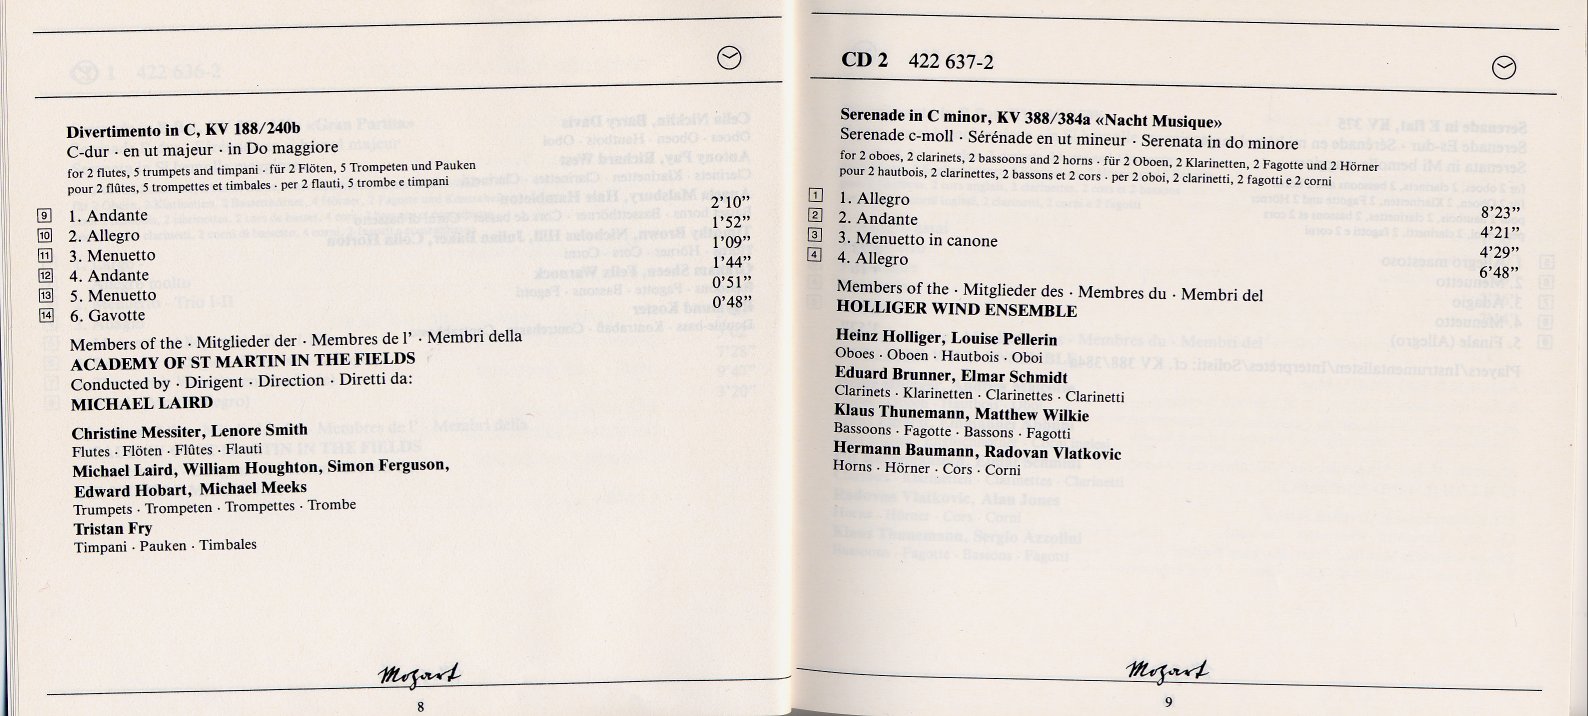 Divertimento in C, KV 188/240b
C-dur · en ut majeur · in Do maggiore
for 2 flutes, 5 trumpets and timpani · für 2 Flöten, 5 Trompeten und Pauken
pour 2 flûtes, 5 trompettes et timbales · per 2 flauti, 5 trombe e timpani
9 1. Andante 2’10”
10 2. Allegro 1’52”
11 3. Menuetto 1’09”
12 4. Andante 1’44”
13 5. Menuetto 0’51”
14 6. Gavotte 0’48”
Members of the · Mitglieder der · Membres de l’ · Membri della
ACADEMY OF ST MARTIN IN THE FIELDS
Conducted by · Dirigent · Direction · Diretti da:
MICHAEL LAIRD
Christine Messiter, Lenore Smith
Flutes · Flöten · Flûtes · Flauti
Michael Laird, William Houghton, Simon Ferguson,
Edward Hobart, Michael Meeks
Trumpets · Trompeten · Trompettes · Trombe
Tristan Fry
Timpani · Pauken · Timbales
Mozart
8
CD 2 422 637-2
Serenade in C minor, KV 388/384a «Nacht Musique»
Serenade c-moll · Sérénade en ut mineur · Serenata in do minore
for 2 oboes, 2 clarinets, 2 bassoons and 2 horns · für 2 Oboen, 2 Klarinetten, 2 Fagotte und 2 Hörner
pour 2 hautbois, 2 clarinettes, 2 bassons et 2 cors · per 2 oboi, 2 clarinetti, 2 fagotti e 2 corni
1 1. Allegro 8’23”
2 2. Andante 4’21”
3 3. Menuetto in canone 4’29”
4 4. Allegro 6’48”
Members of the · Mitglieder des · Membres du · Membri del
HOLLIGER WIND ENSEMBLE
Heinz Holliger, Louise Pellerin
Oboes · Oboen · Hautbois · Oboi
Eduard Brunner, Elmar Schmidt
Clarinets · Klarinetten · Clarinettes · Clarinetti
Klaus Thunemann, Matthew Wilkie
Bassoons · Fagotte · Bassons · Fagotti
Hermann Baumann, Radovan Vlatkovic
Horns · Hörner · Cors · Corni
Mozart
9